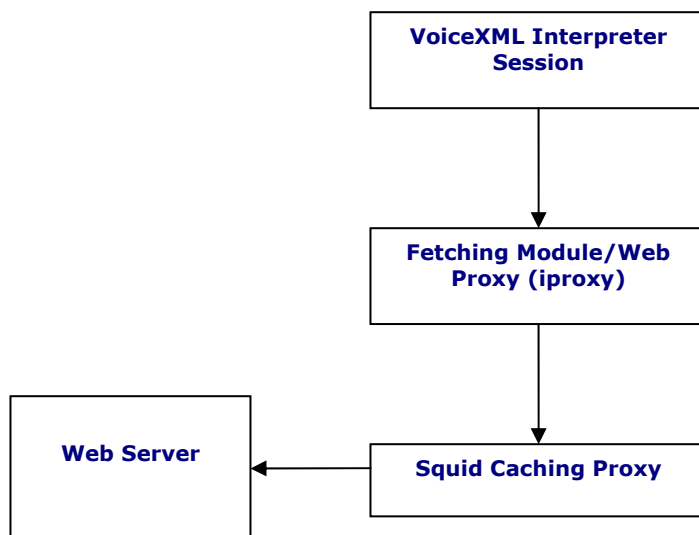 VoiceXML Interpreter
Session
Fetching Module/Web
Proxy (iproxy)
Web Server
Squid Caching Proxy